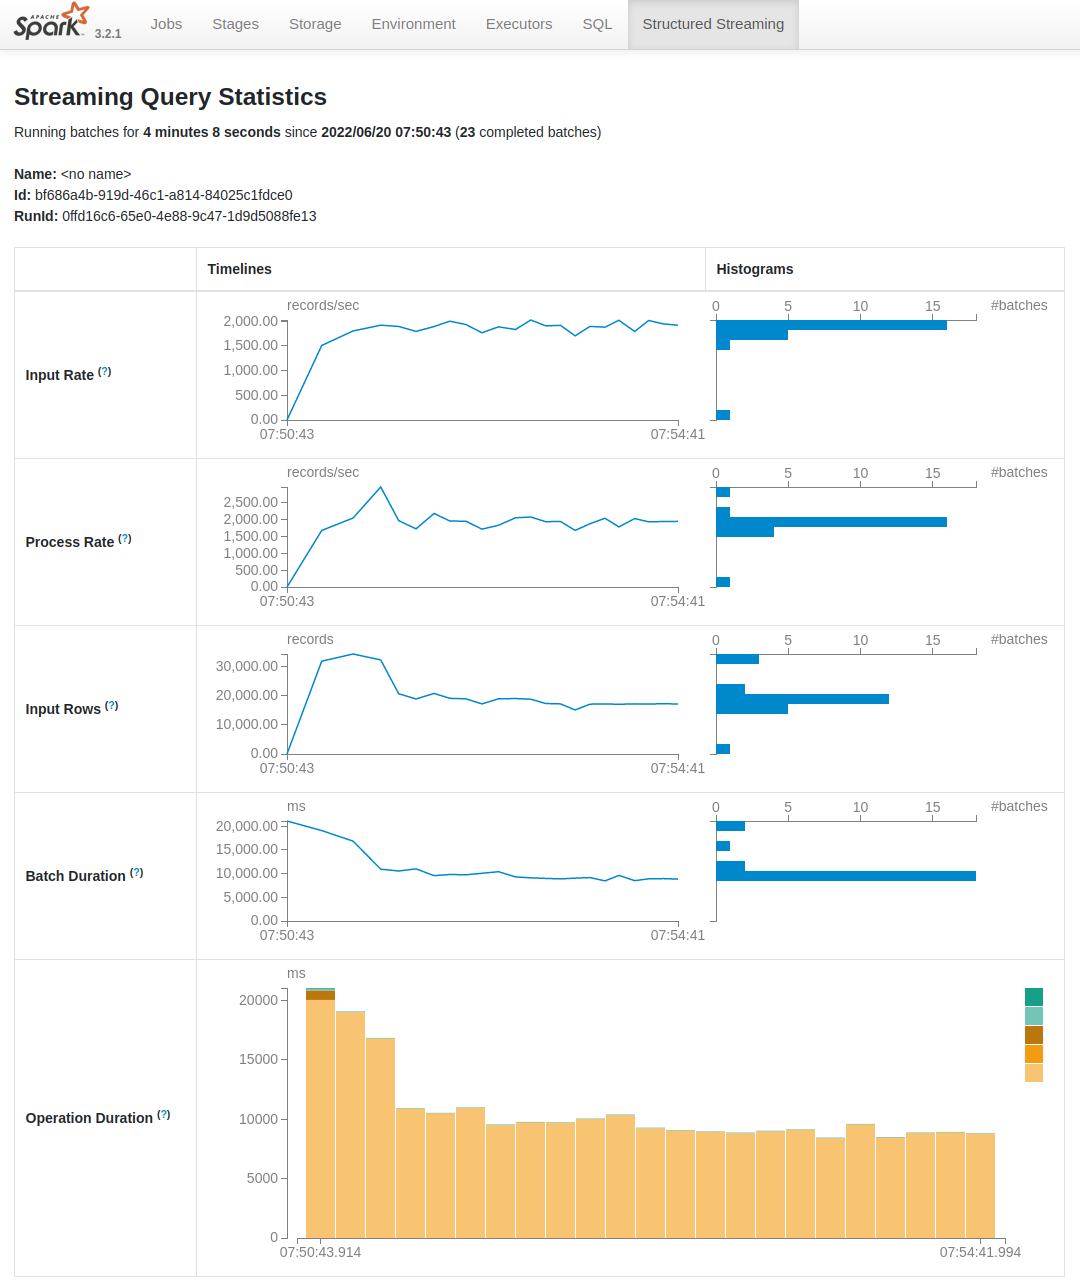 APACHE
Spark 3.2.1 Jobs Stages Storage Environment Executors SQL Structured Streaming
Streaming Query Statistics
Running batches for 4 minutes 8 seconds since 2022/06/20 07:50:43 (23 completed batches)
Name: <no name>
Id: bf686a4b-919d-46c1-a814-84025c1fdce0
RunId: 0ffd16c6-65e0-4e88-9c47-1d9d5088fe13
Timelines Histograms
Input Rate (?)
records/sec
2,000.00
1,500.00
1,000.00
500.00
0.00
07:50:43 07:54:41
0 5 10 15 #batches
Process Rate (?)
records/sec
2,500.00
2,000.00
1,500.00
1,000.00
500.00
0.00
07:50:43 07:54:41
0 5 10 15 #batches
Input Rows (?)
records
30,000.00
20,000.00
10,000.00
0.00
07:50:43 07:54:41
0 5 10 15 #batches
Batch Duration (?)
ms
20,000.00
15,000.00
10,000.00
5,000.00
0.00
07:50:43 07:54:41
0 5 10 15 #batches
Operation Duration (?)
ms
20000
15000
10000
5000
0
07:50:43.914 07:54:41.994